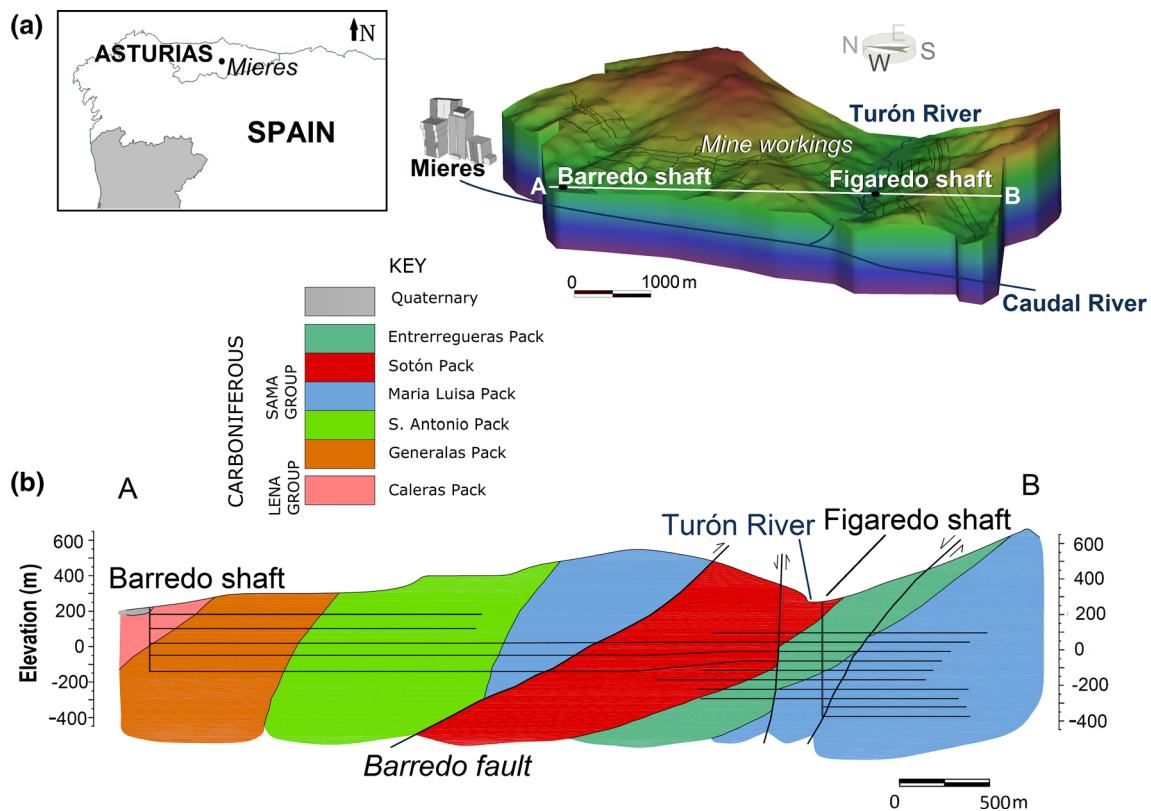 (a)
N
ASTURIAS
Mieres
SPAIN
N
E
W
S
Mieres
Turón River
Mine workings
A
Barredo shaft
Figaredo shaft
B
0
1000 m
Caudal River
KEY
CARBONIFEROUS
SAMA
GROUP
LENA
GROUP
Quaternary
Entrerregueras Pack
Sotón Pack
Maria Luisa Pack
S. Antonio Pack
Generalas Pack
Caleras Pack
(b)
A
B
Turón River
Figaredo shaft
Barredo shaft
Elevation (m)
600
400
200
0
−200
−400
600
400
200
0
−200
−400
Elevation (m)
Barredo fault
0
500 m